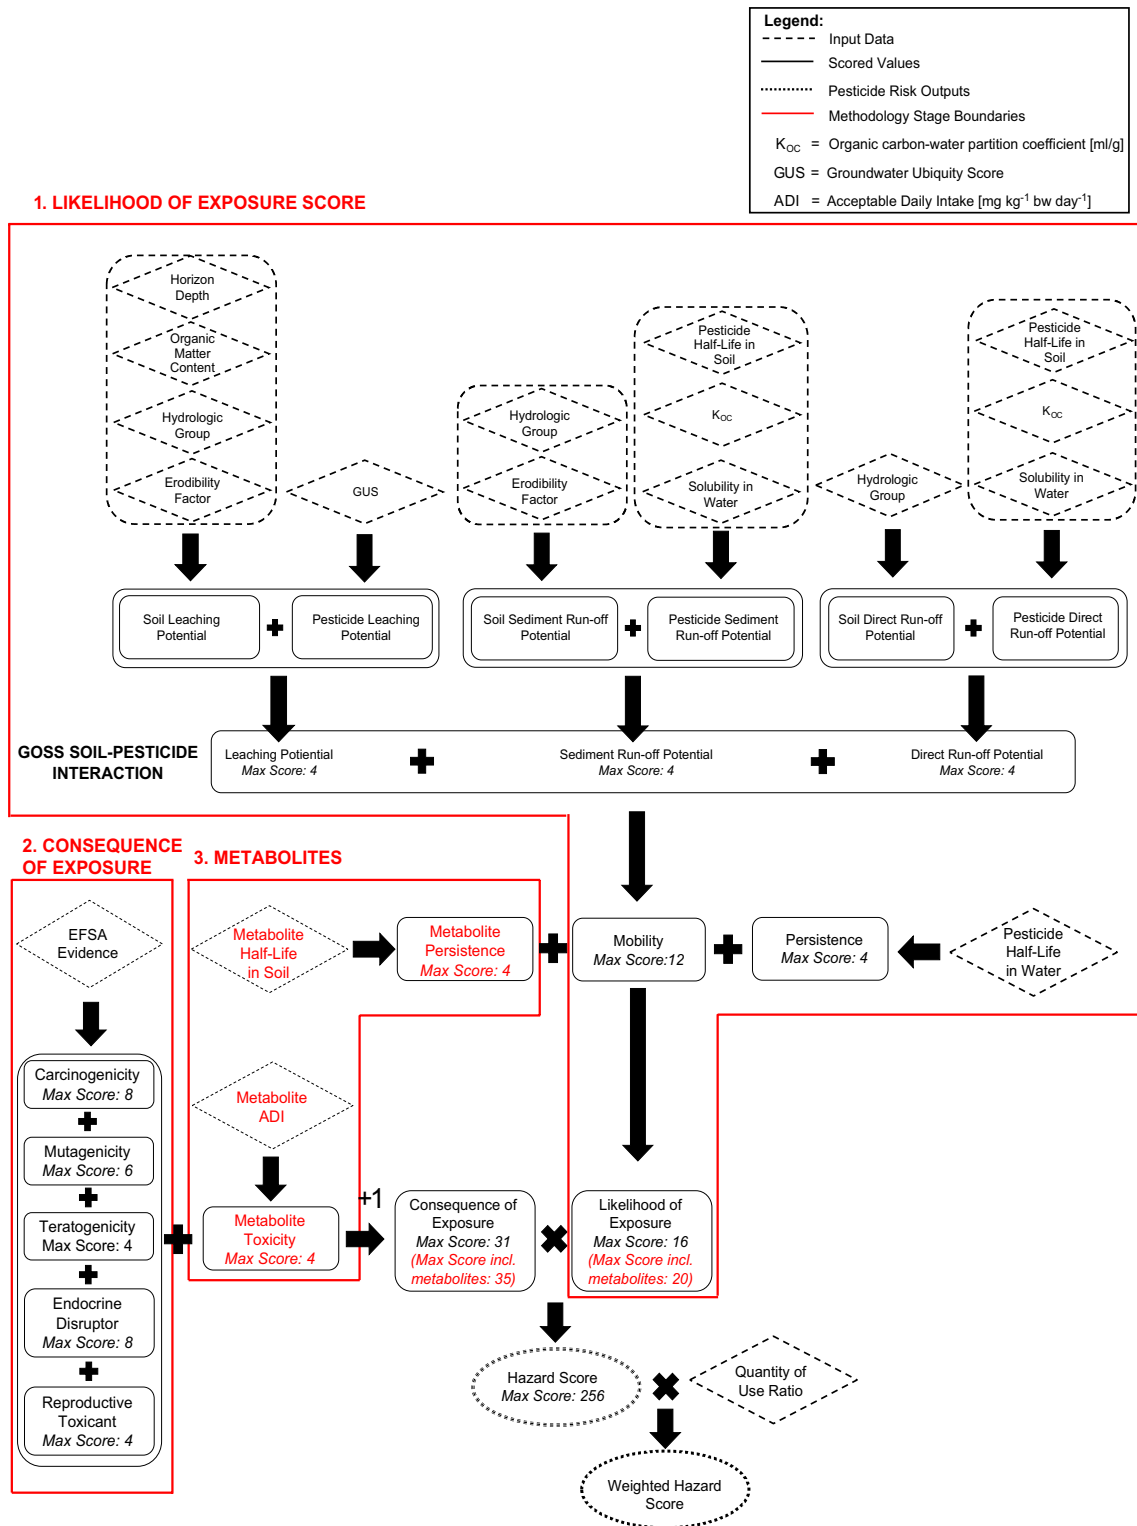 Legend:
Input Data
Scored Values
Pesticide Risk Outputs
Methodology Stage Boundaries
KOC = Organic carbon-water partition coefficient [ml/g]
GUS = Groundwater Ubiquity Score
ADI = Acceptable Daily Intake [mg kg-1 bw day-1]
1. LIKELIHOOD OF EXPOSURE SCORE
Horizon
Depth
Organic
Matter
Content
Hydrologic
Group
Erodibility
Factor
GUS
Hydrologic
Group
Erodibility
Factor
Pesticide
Half-Life in
Soil
KOC
Solubility in
Water
Hydrologic
Group
Pesticide
Half-Life in
Soil
KOC
Solubility in
Water
Soil Leaching
Potential
+
Pesticide Leaching
Potential
Soil Sediment Run-off
Potential
+
Pesticide Sediment
Run-off Potential
Soil Direct Run-off
Potential
+
Pesticide Direct
Run-off Potential
GOSS SOIL-PESTICIDE
INTERACTION
Leaching Potential
Max Score: 4
+
Sediment Run-off Potential
Max Score: 4
+
Direct Run-off Potential
Max Score: 4
2. CONSEQUENCE
OF EXPOSURE
3. METABOLITES
EFSA
Evidence
Metabolite
Half-Life
in Soil
Metabolite
Persistence
Max Score: 4
+
Mobility
Max Score:12
+
Persistence
Max Score: 4
Pesticide
Half-Life
in Water
Carcinogenicity
Max Score: 8
+
Mutagenicity
Max Score: 6
+
Teratogenicity
Max Score: 4
+
Endocrine
Disruptor
Max Score: 8
+
Reproductive
Toxicant
Max Score: 4
+
Metabolite
ADI
Metabolite
Toxicity
Max Score: 4
+1
Consequence of
Exposure
Max Score: 31
(Max Score incl.
metabolites: 35)
×
Likelihood of
Exposure
Max Score: 16
(Max Score incl.
metabolites: 20)
Hazard Score
Max Score: 256
×
Quantity of
Use Ratio
Weighted Hazard
Score